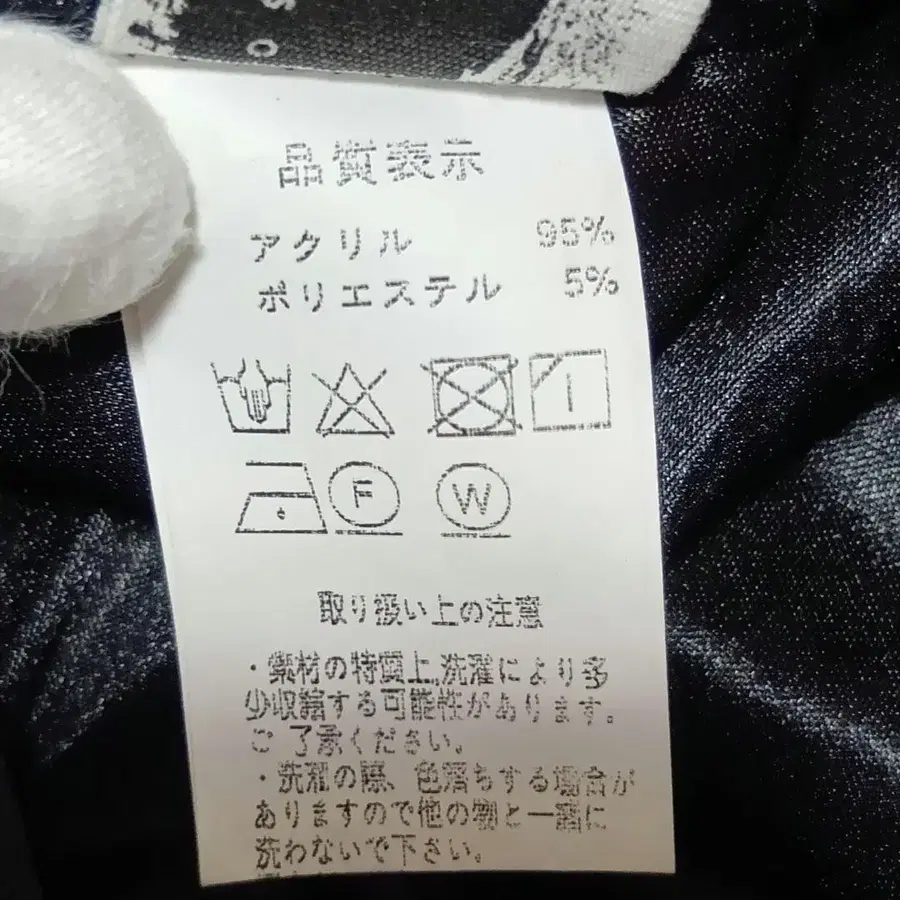 品質表示
アクリル 95%
ポリエステル 5%
F W
取り扱い上の注意
・素材の特質上,洗濯により多
少収縮する可能性があります。
ご了承ください。
・洗濯の際、色落ちする場合が
ありますので他の物と一緒に
洗わないで下さい。